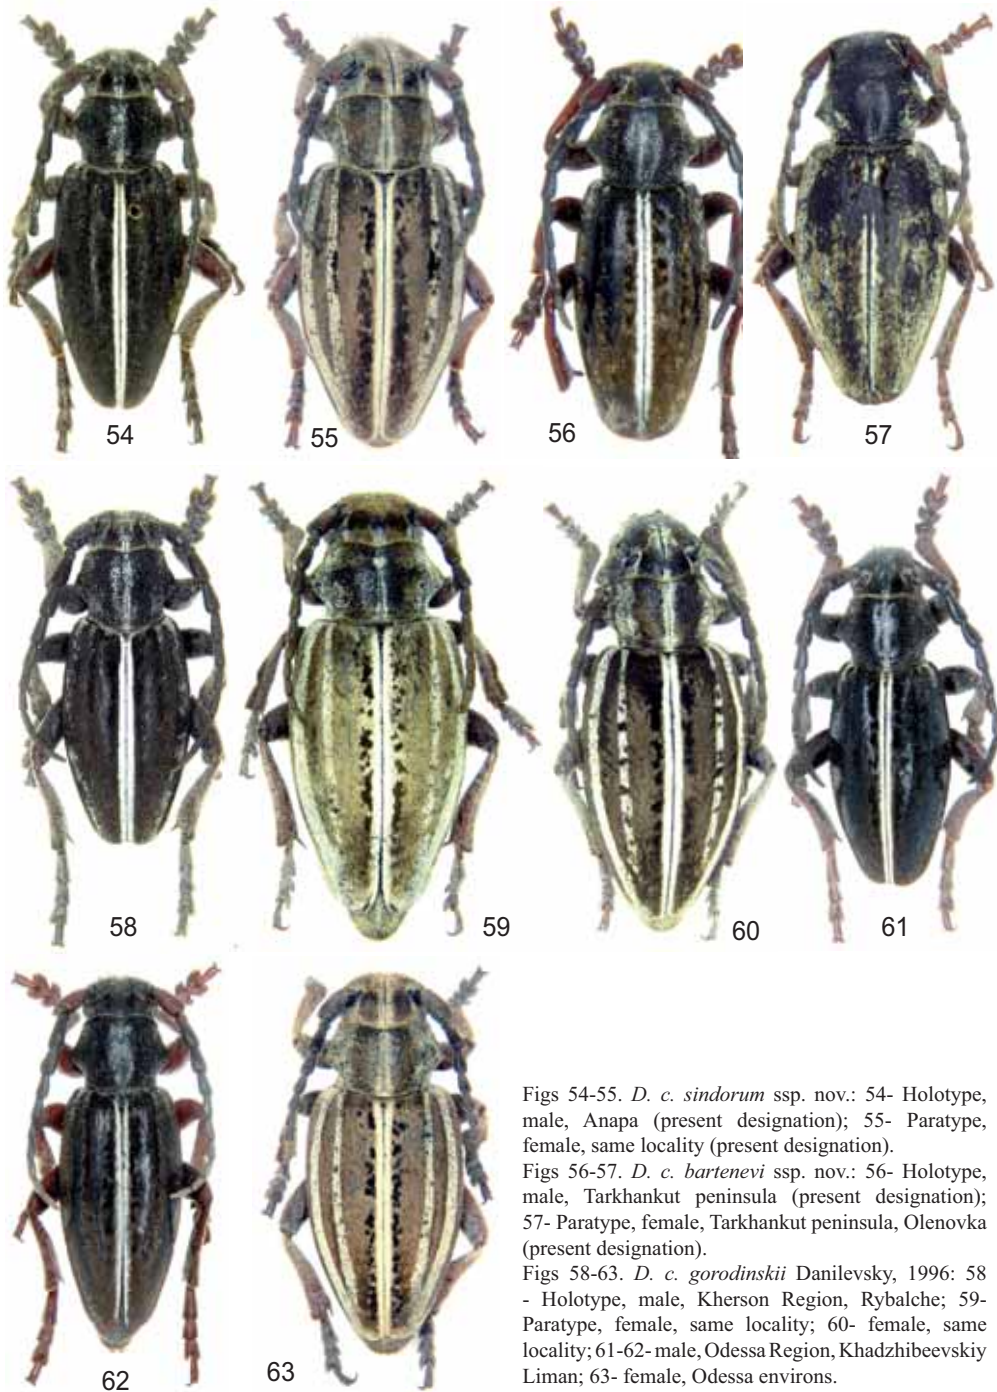 54
55
56
57
58
59
60
61
62
63
Figs 54-55. D. c. sindorum ssp. nov.: 54- Holotype,
male, Anapa (present designation); 55- Paratype,
female, same locality (present designation).
Figs 56-57. D. c. bartenevi ssp. nov.: 56- Holotype,
male, Tarkhankut peninsula (present designation);
57- Paratype, female, Tarkhankut peninsula, Olenovka
(present designation).
Figs 58-63. D. c. gorodinskii Danilevsky, 1996: 58
- Holotype, male, Kherson Region, Rybalche; 59-
Paratype, female, same locality; 60- female, same
locality; 61-62- male, Odessa Region, Khadzhibeevskiy
Liman; 63- female, Odessa environs.